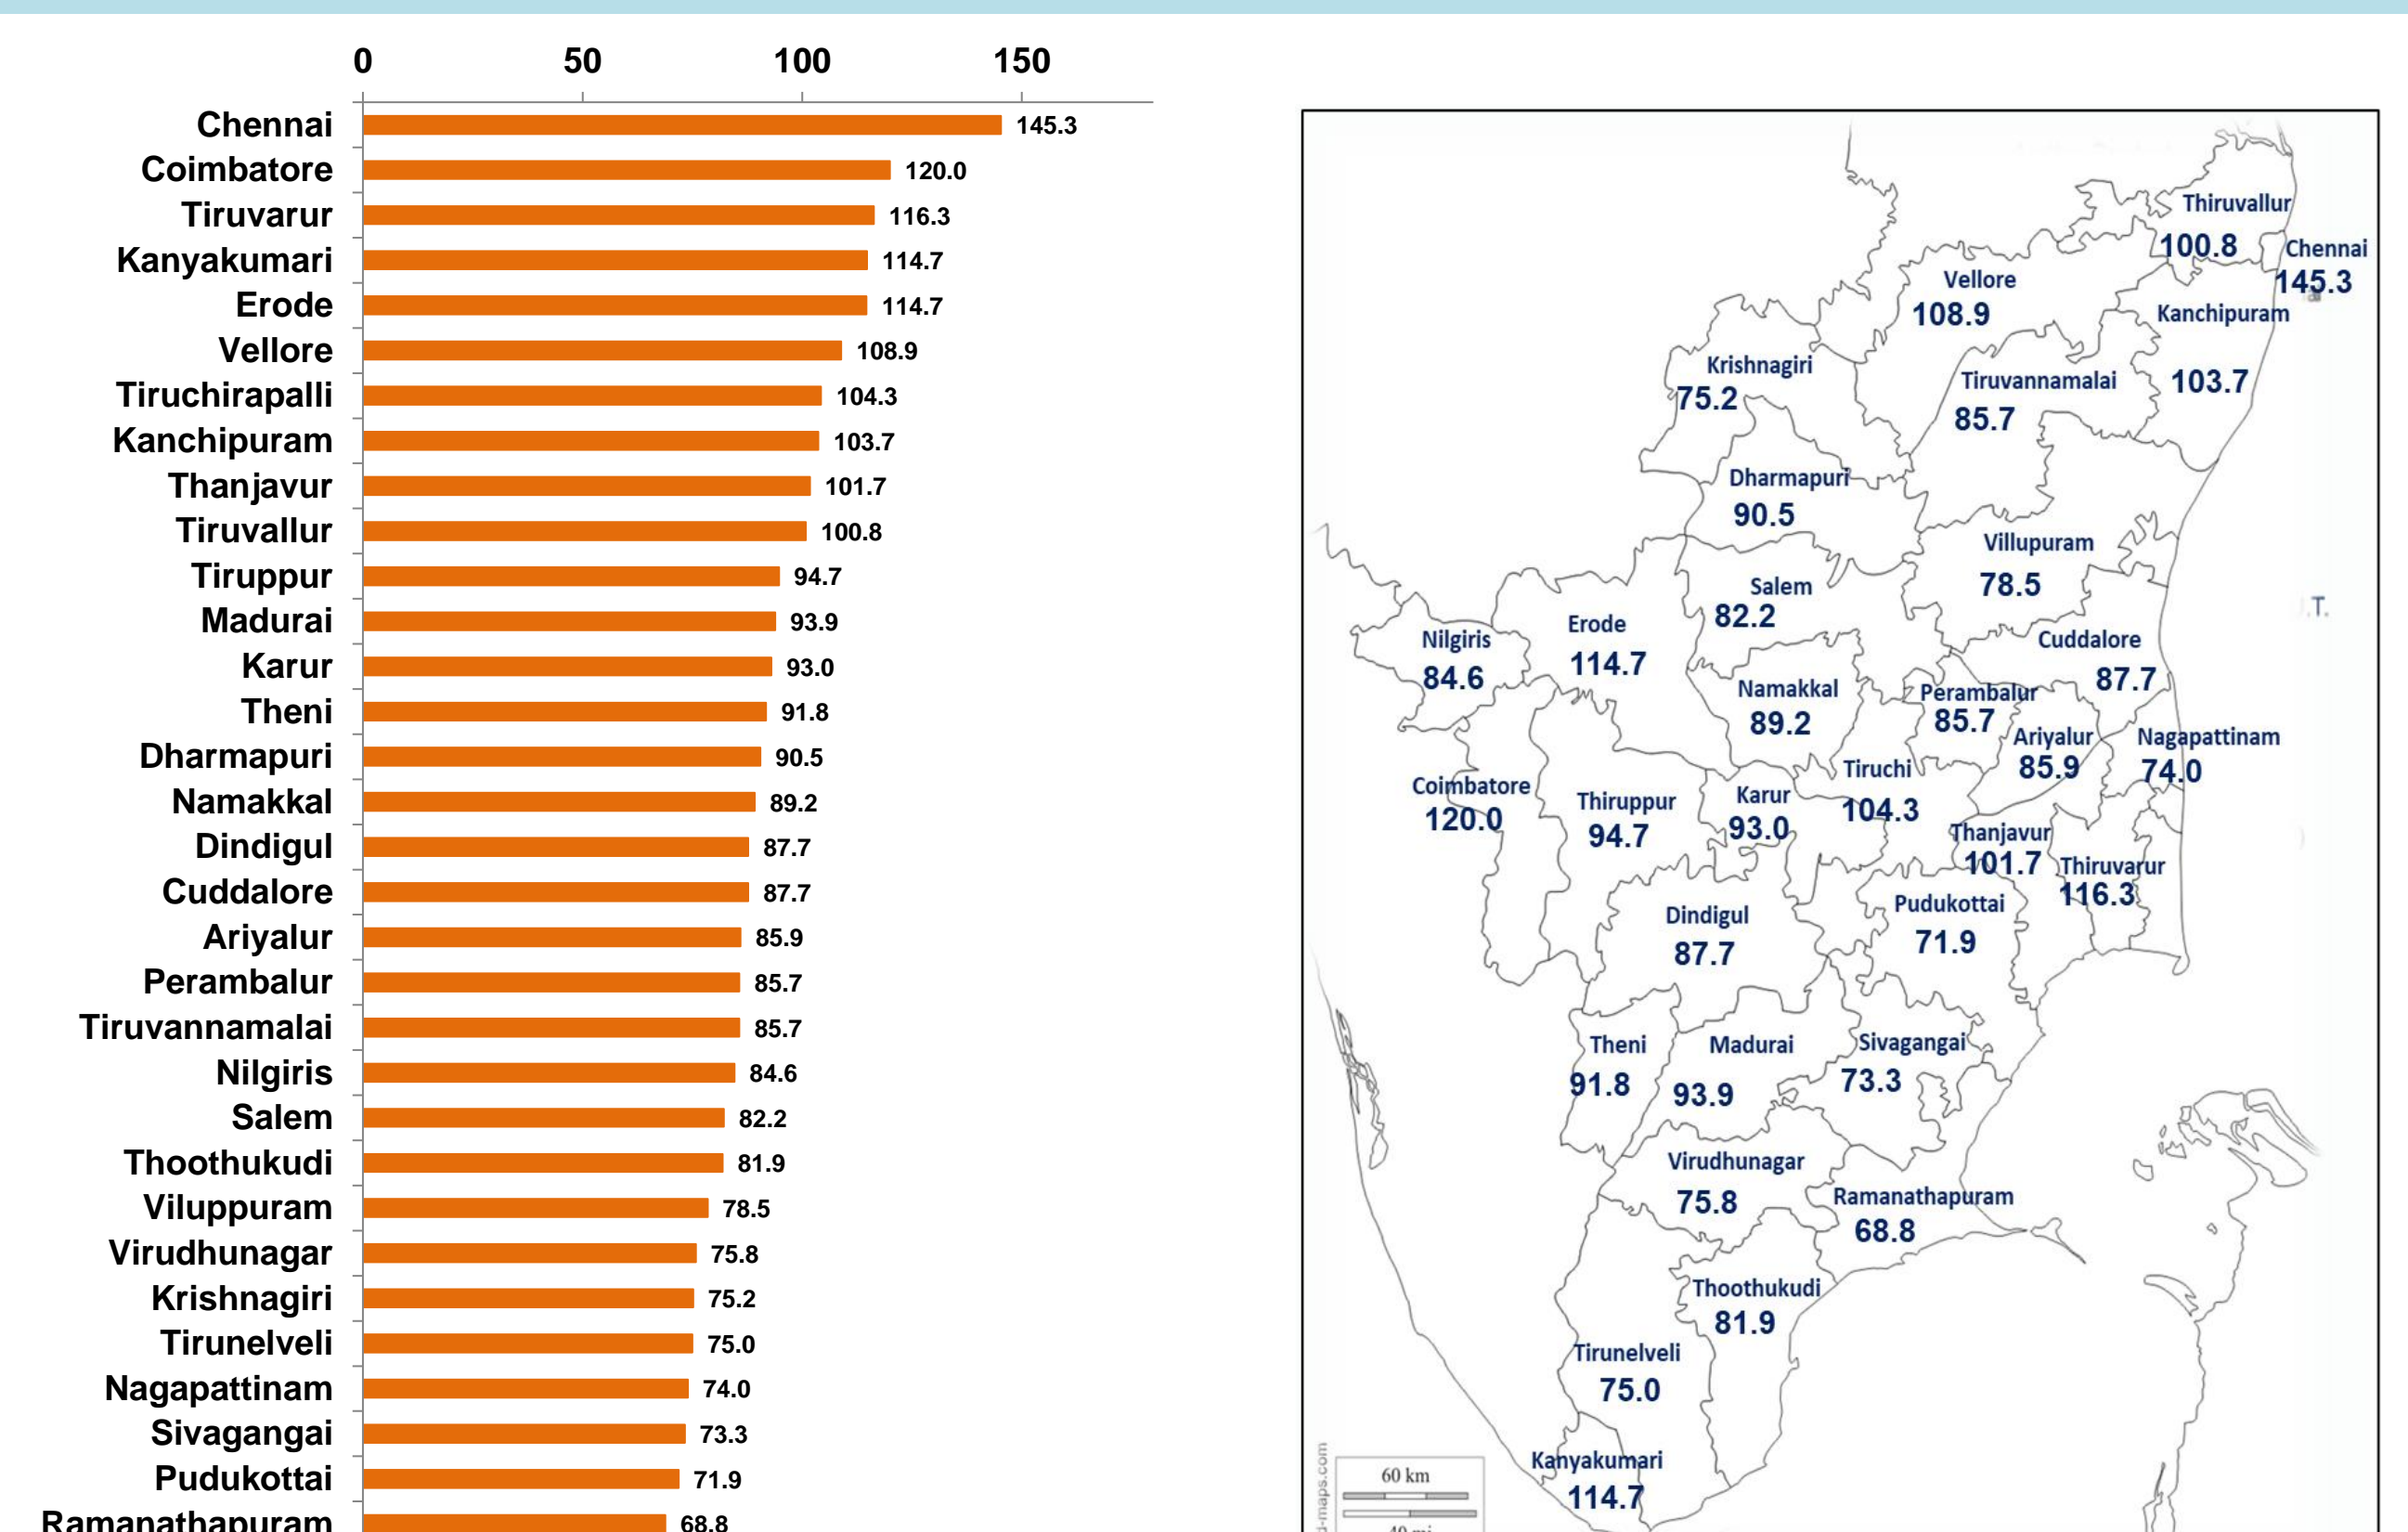 0 50 100 150
Chennai 145.3
Coimbatore 120.0
Tiruvarur 116.3
Kanyakumari 114.7
Erode 114.7
Vellore 108.9
Tiruchirapalli 104.3
Kanchipuram 103.7
Thanjavur 101.7
Tiruvallur 100.8
Tiruppur 94.7
Madurai 93.9
Karur 93.0
Theni 91.8
Dharmapuri 90.5
Namakkal 89.2
Dindigul 87.7
Cuddalore 87.7
Ariyalur 85.9
Perambalur 85.7
Tiruvannamalai 85.7
Nilgiris 84.6
Salem 82.2
Thoothukudi 81.9
Viluppuram 78.5
Virudhunagar 75.8
Krishnagiri 75.2
Tirunelveli 75.0
Nagapattinam 74.0
Sivagangai 73.3
Pudukottai 71.9
Ramanathapuram 68.8
Thiruvallur
100.8
Chennai
145.3
Vellore
108.9
Kanchipuram
103.7
Krishnagiri
75.2
Tiruvannamalai
85.7
Dharmapuri
90.5
Villupuram
78.5
Salem
82.2
.T.
Erode
114.7
Nilgiris
84.6
Cuddalore
87.7
Namakkal
89.2
Perambalur
85.7
Ariyalur
85.9
Nagapattinam
74.0
Tiruchi
104.3
Coimbatore
120.0
Thiruppur
94.7
Karur
93.0
Thanjavur
101.7
Thiruvarur
116.3
Dindigul
87.7
Pudukottai
71.9
Theni
91.8
Madurai
93.9
Sivagangai
73.3
Virudhunagar
75.8
Ramanathapuram
68.8
Thoothukudi
81.9
Tirunelveli
75.0
Kanyakumari
114.7
60 km
40 mi
d-maps.com